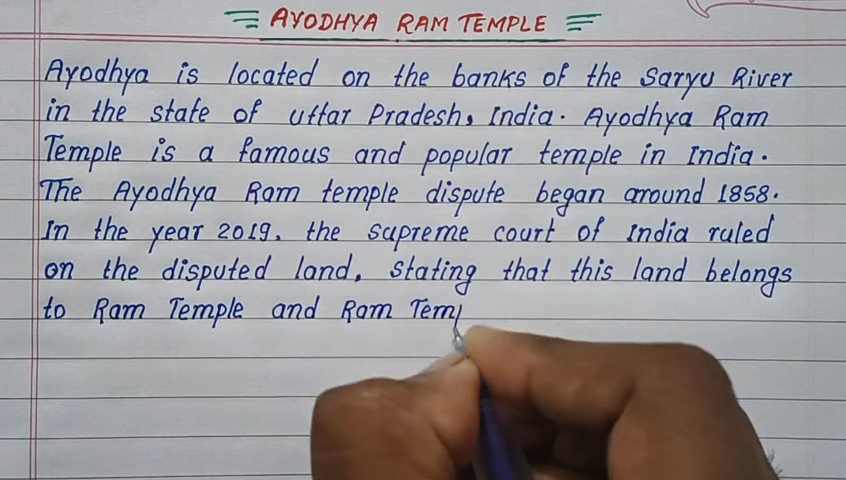 AYODHYA RAM TEMPLE
Ayodhya is located on the banks of the Saryu River
in the state of uttar Pradesh, India. Ayodhya Ram
Temple is a famous and popular temple in India.
The Ayodhya Ram temple dispute began around 1858.
In the year 2019, the supreme court of India ruled
on the disputed land, stating that this land belongs
to Ram Temple and Ram Tem